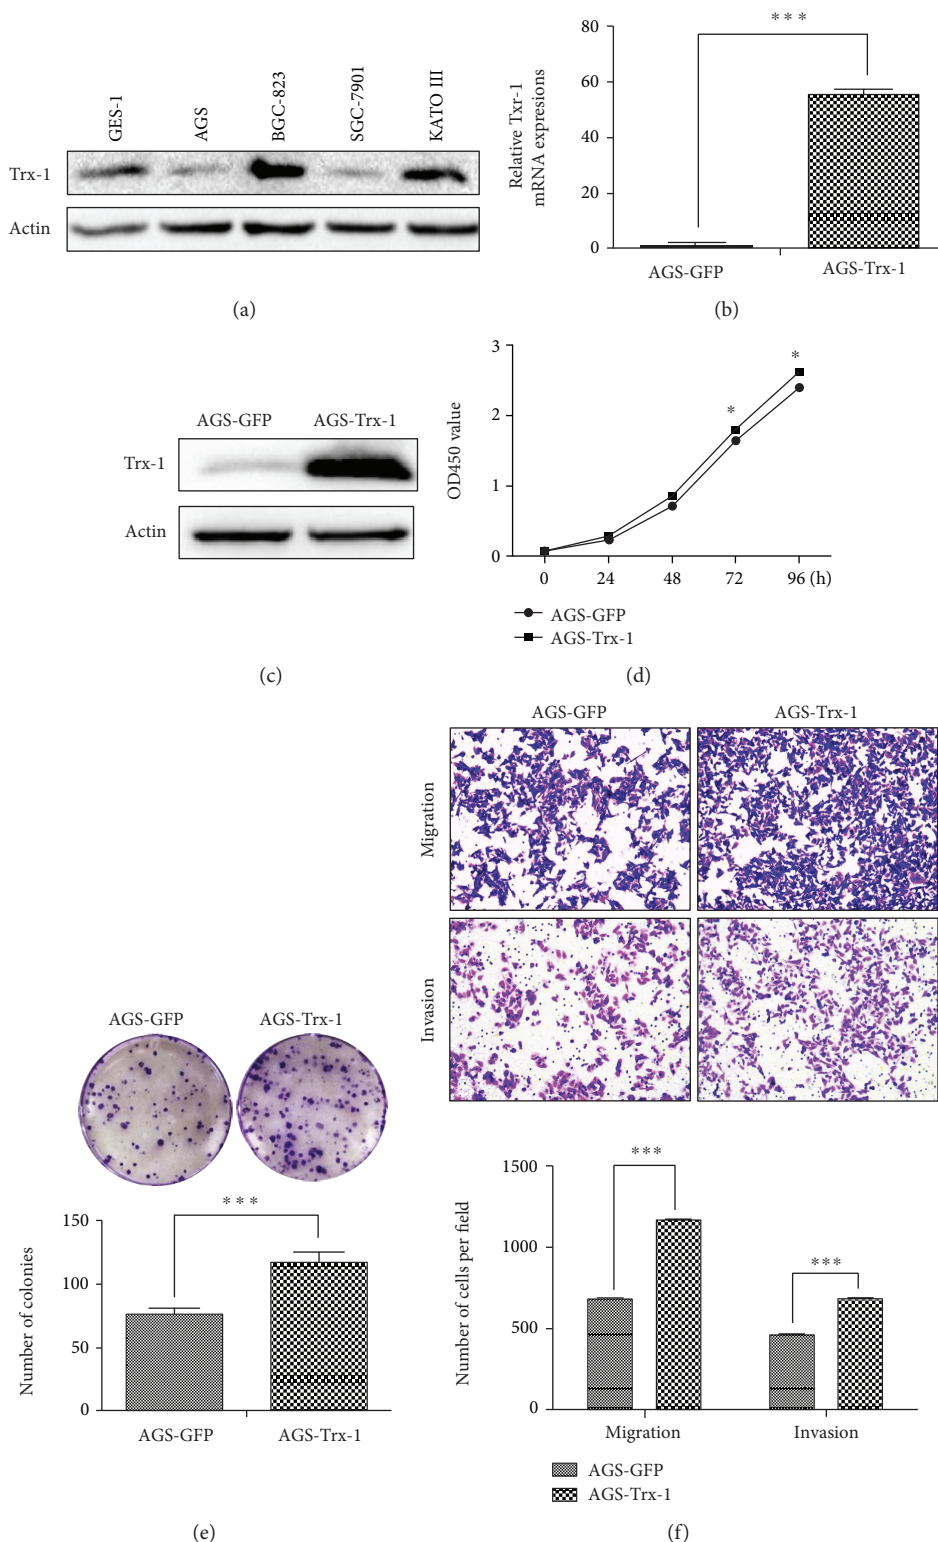 GES-1
AGS
BGC-823
SGC-7901
KATO III
Trx-1
Actin
(a)
***
80
60
40
20
0
Relative Txr-1
mRNA expresions
AGS-GFP
AGS-Trx-1
(b)
AGS-GFP
AGS-Trx-1
Trx-1
Actin
(c)
3
2
1
0
OD450 value
*
*
0
24
48
72
96 (h)
AGS-GFP
AGS-Trx-1
(d)
AGS-GFP
AGS-Trx-1
***
150
100
50
0
Number of colonies
AGS-GFP
AGS-Trx-1
(e)
AGS-GFP
AGS-Trx-1
Migration
Invasion
1500
1000
500
0
Number of cells per field
***
***
Migration
Invasion
AGS-GFP
AGS-Trx-1
(f)